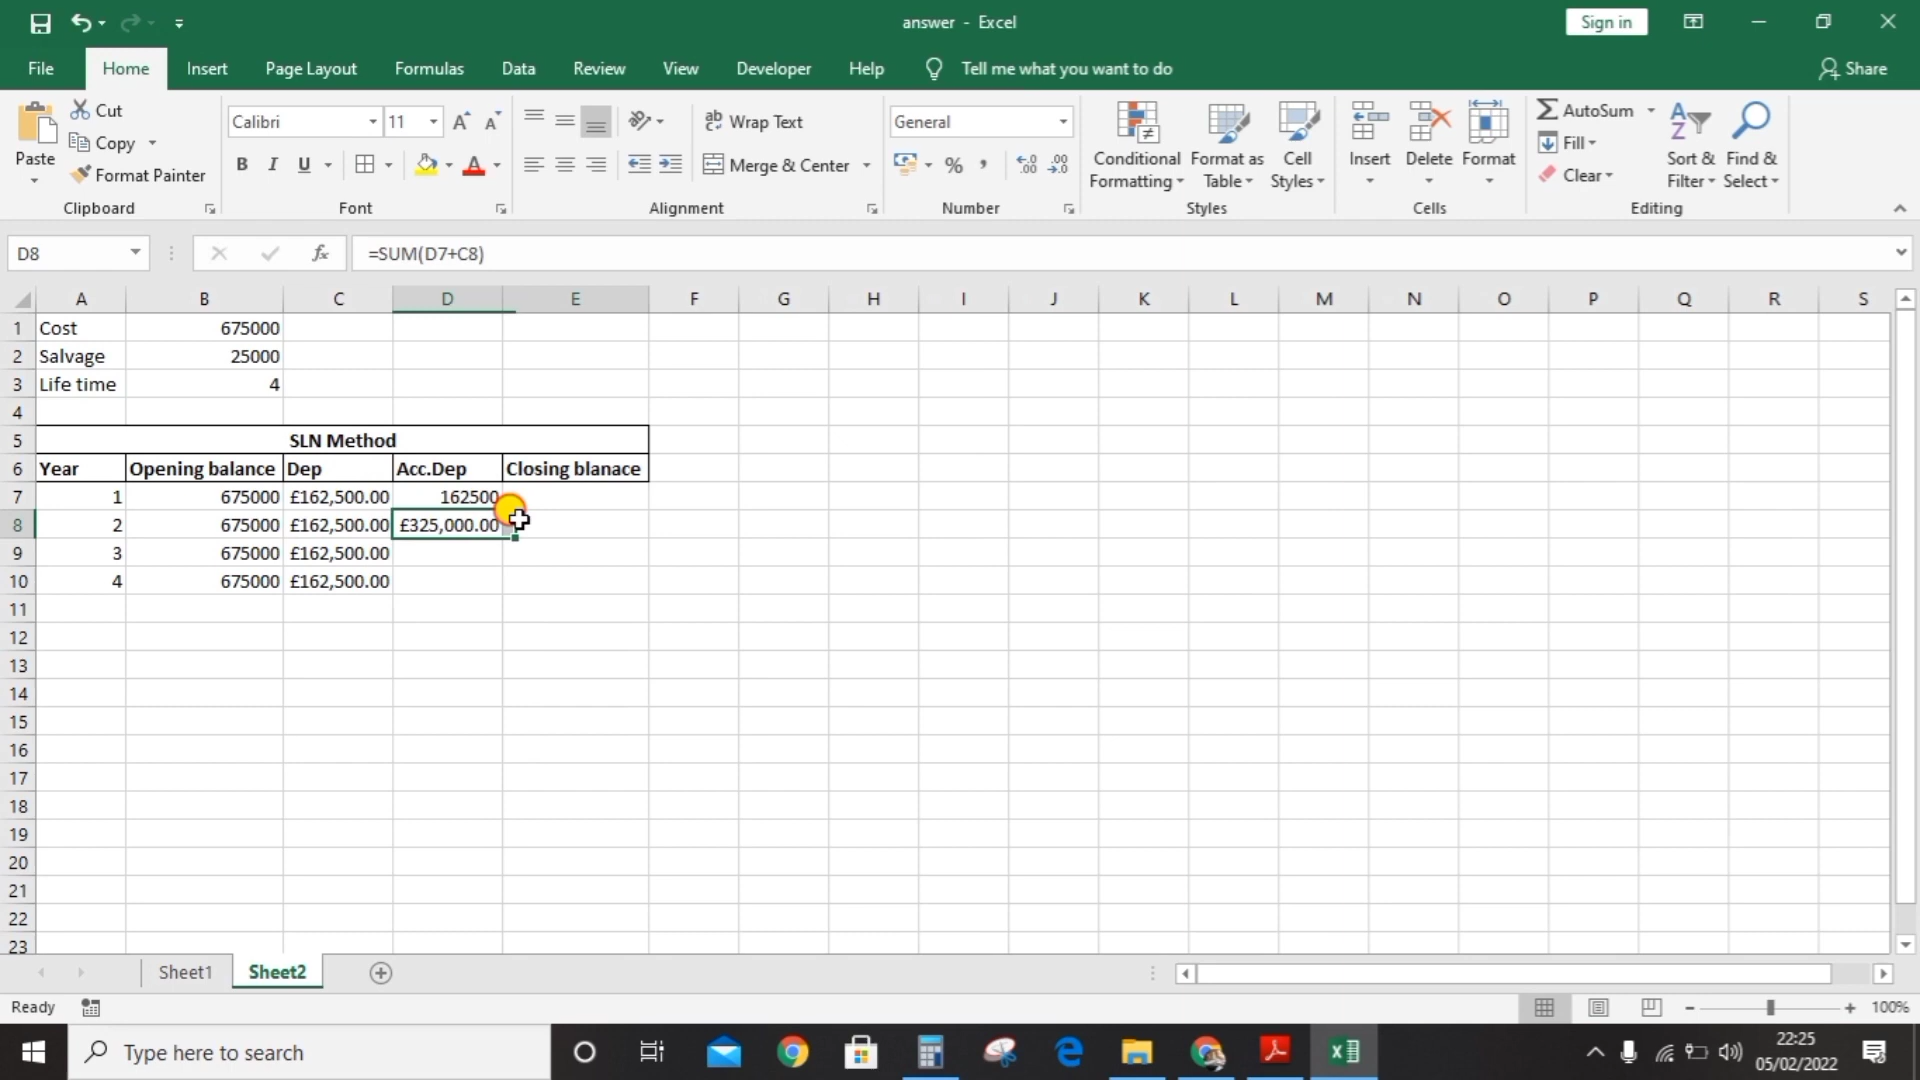 answer - Excel
Sign in
File Home Insert Page Layout Formulas Data Review View Developer Help Tell me what you want to do Share
Paste
Cut
Copy
Format Painter
Clipboard
Calibri 11
B I U
Font
Wrap Text
Merge & Center
Alignment
General
Number
Conditional Formatting
Format as Table
Cell Styles
Styles
Insert Delete Format
Cells
AutoSum
Fill
Clear
Sort & Filter
Find & Select
Editing
D8 fx =SUM(D7+C8)
A B C D E F G H I J K L M N O P Q R S
1 Cost 675000
2 Salvage 25000
3 Life time 4
4
5 SLN Method
6 Year Opening balance Dep Acc.Dep Closing blanace
7 1 675000 £162,500.00 162500
8 2 675000 £162,500.00 £325,000.00
9 3 675000 £162,500.00
10 4 675000 £162,500.00
11
12
13
14
15
16
17
18
19
20
21
22
23
Sheet1 Sheet2
Ready 100%
Type here to search
22:25
05/02/2022